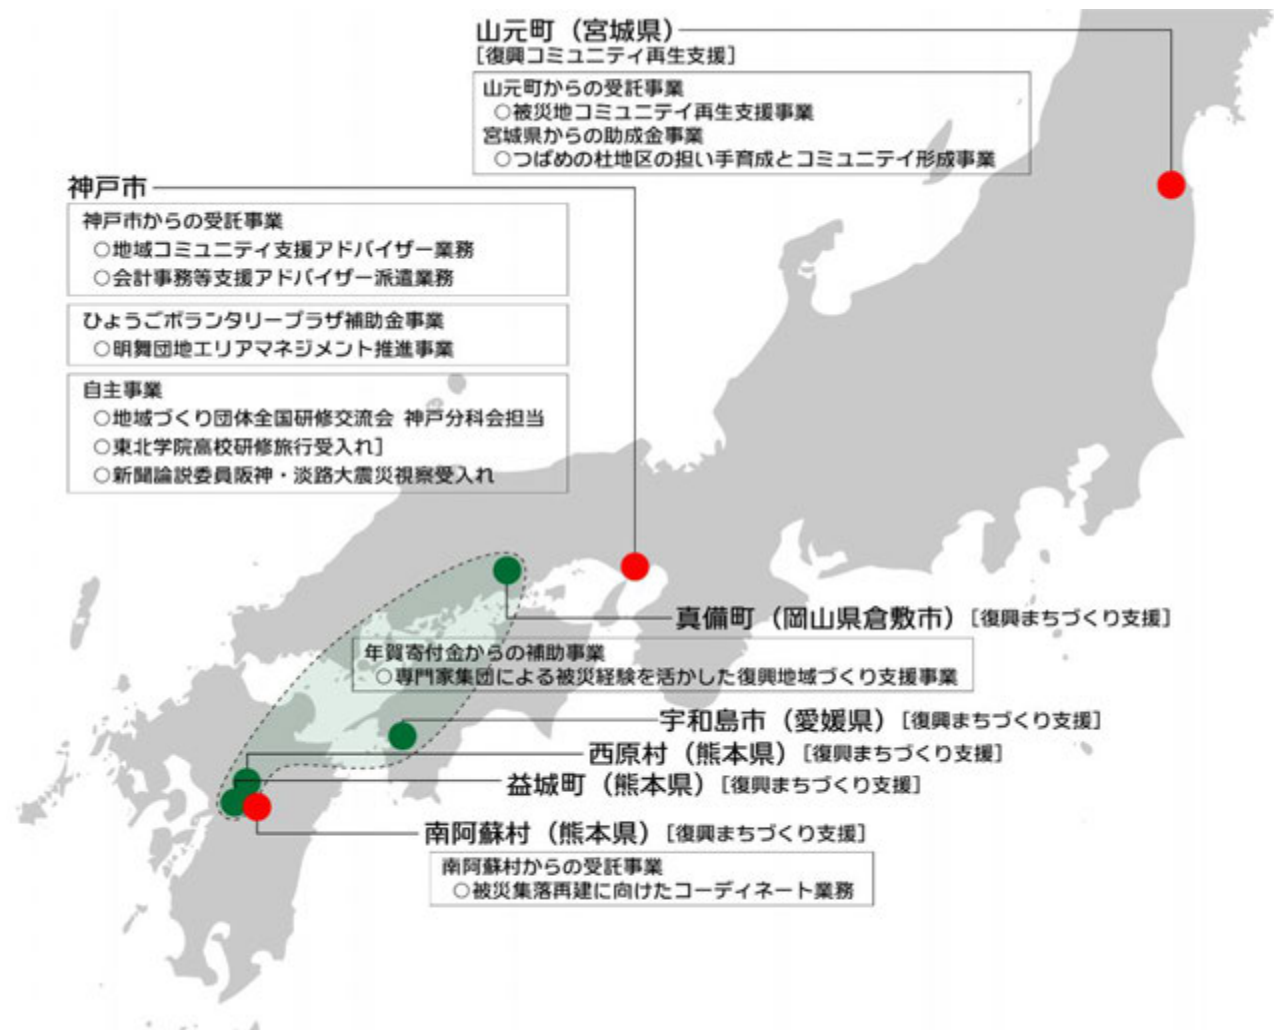 山元町（宮城県）
［復興コミュニティ再生支援］
山元町からの受託事業
○被災地コミュニテイ再生支援事業
宮城県からの助成金事業
○つばめの杜地区の担い手育成とコミュニテイ形成事業
神戸市
神戸市からの受託事業
○地域コミュニティ支援アドバイザー業務
○会計事務等支援アドバイザー派遣業務
ひょうごボランタリープラザ補助金事業
○明舞団地エリアマネジメント推進事業
自主事業
○地域づくり団体全国研修交流会 神戸分科会担当
○東北学院高校研修旅行受入れ］
○新聞論説委員阪神・淡路大震災視察受入れ
真備町（岡山県倉敷市）［復興まちづくり支援］
年賀寄付金からの補助事業
○専門家集団による被災経験を活かした復興地域づくり支援事業
宇和島市（愛媛県）［復興まちづくり支援］
西原村（熊本県）［復興まちづくり支援］
益城町（熊本県）［復興まちづくり支援］
南阿蘇村（熊本県）［復興まちづくり支援］
南阿蘇村からの受託事業
○被災集落再建に向けたコーディネート業務